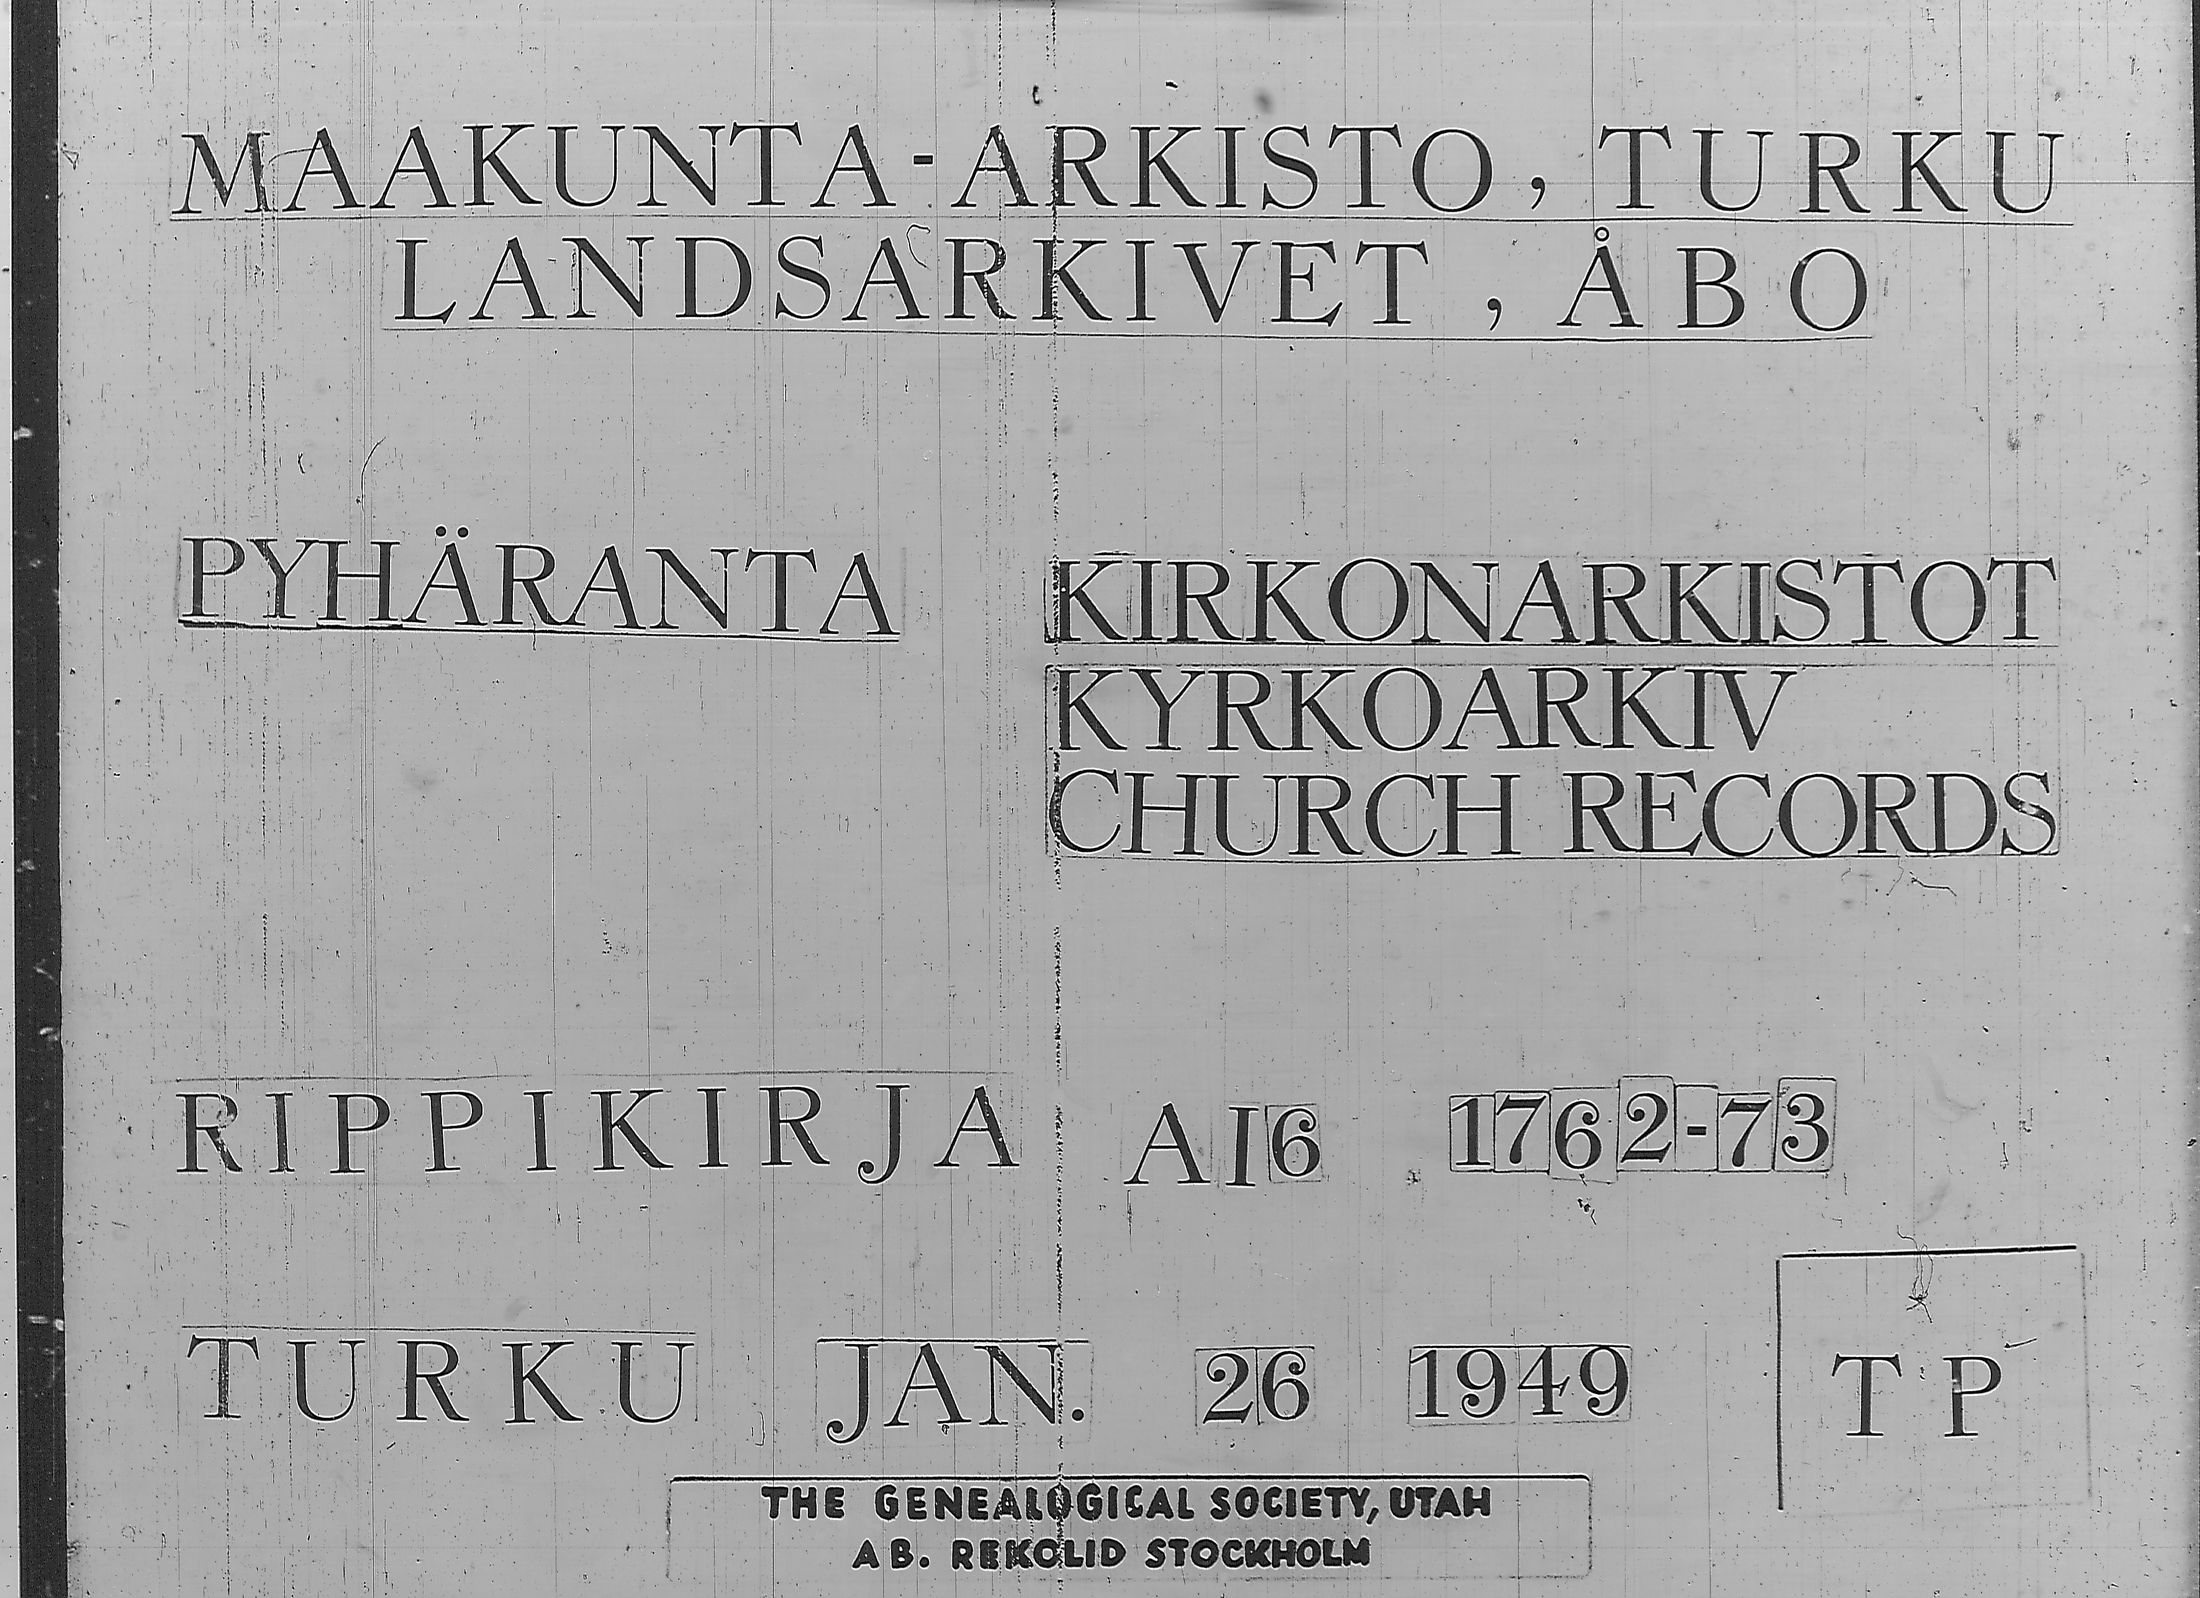 MAAKUNTA-ARKISTO, TURKU
LANDSARKIVET, ÅBO
PYHÄRANTA KIRKONARKISTOT
KYRKOARKIV
CHURCH RECORDS
RIPPIKIRJA AI6 1762-73
TURKU JAN. 26 1949 TP
THE GENEALOGICAL SOCIETY, UTAH
AB. REKOLID STOCKHOLM